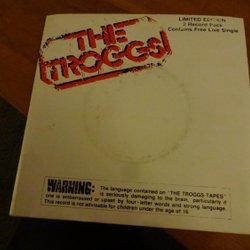 THE
TROGGS
LIMITED EDITION
2 Record Pack
Contains Free Live Single
WARNING: The language contained on "THE TROGGS TAPES"
is seriously damaging to the brain, particularly if
one is embarrassed or upset by four-letter words and strong language.
This record is not advisable for children under the age of 16